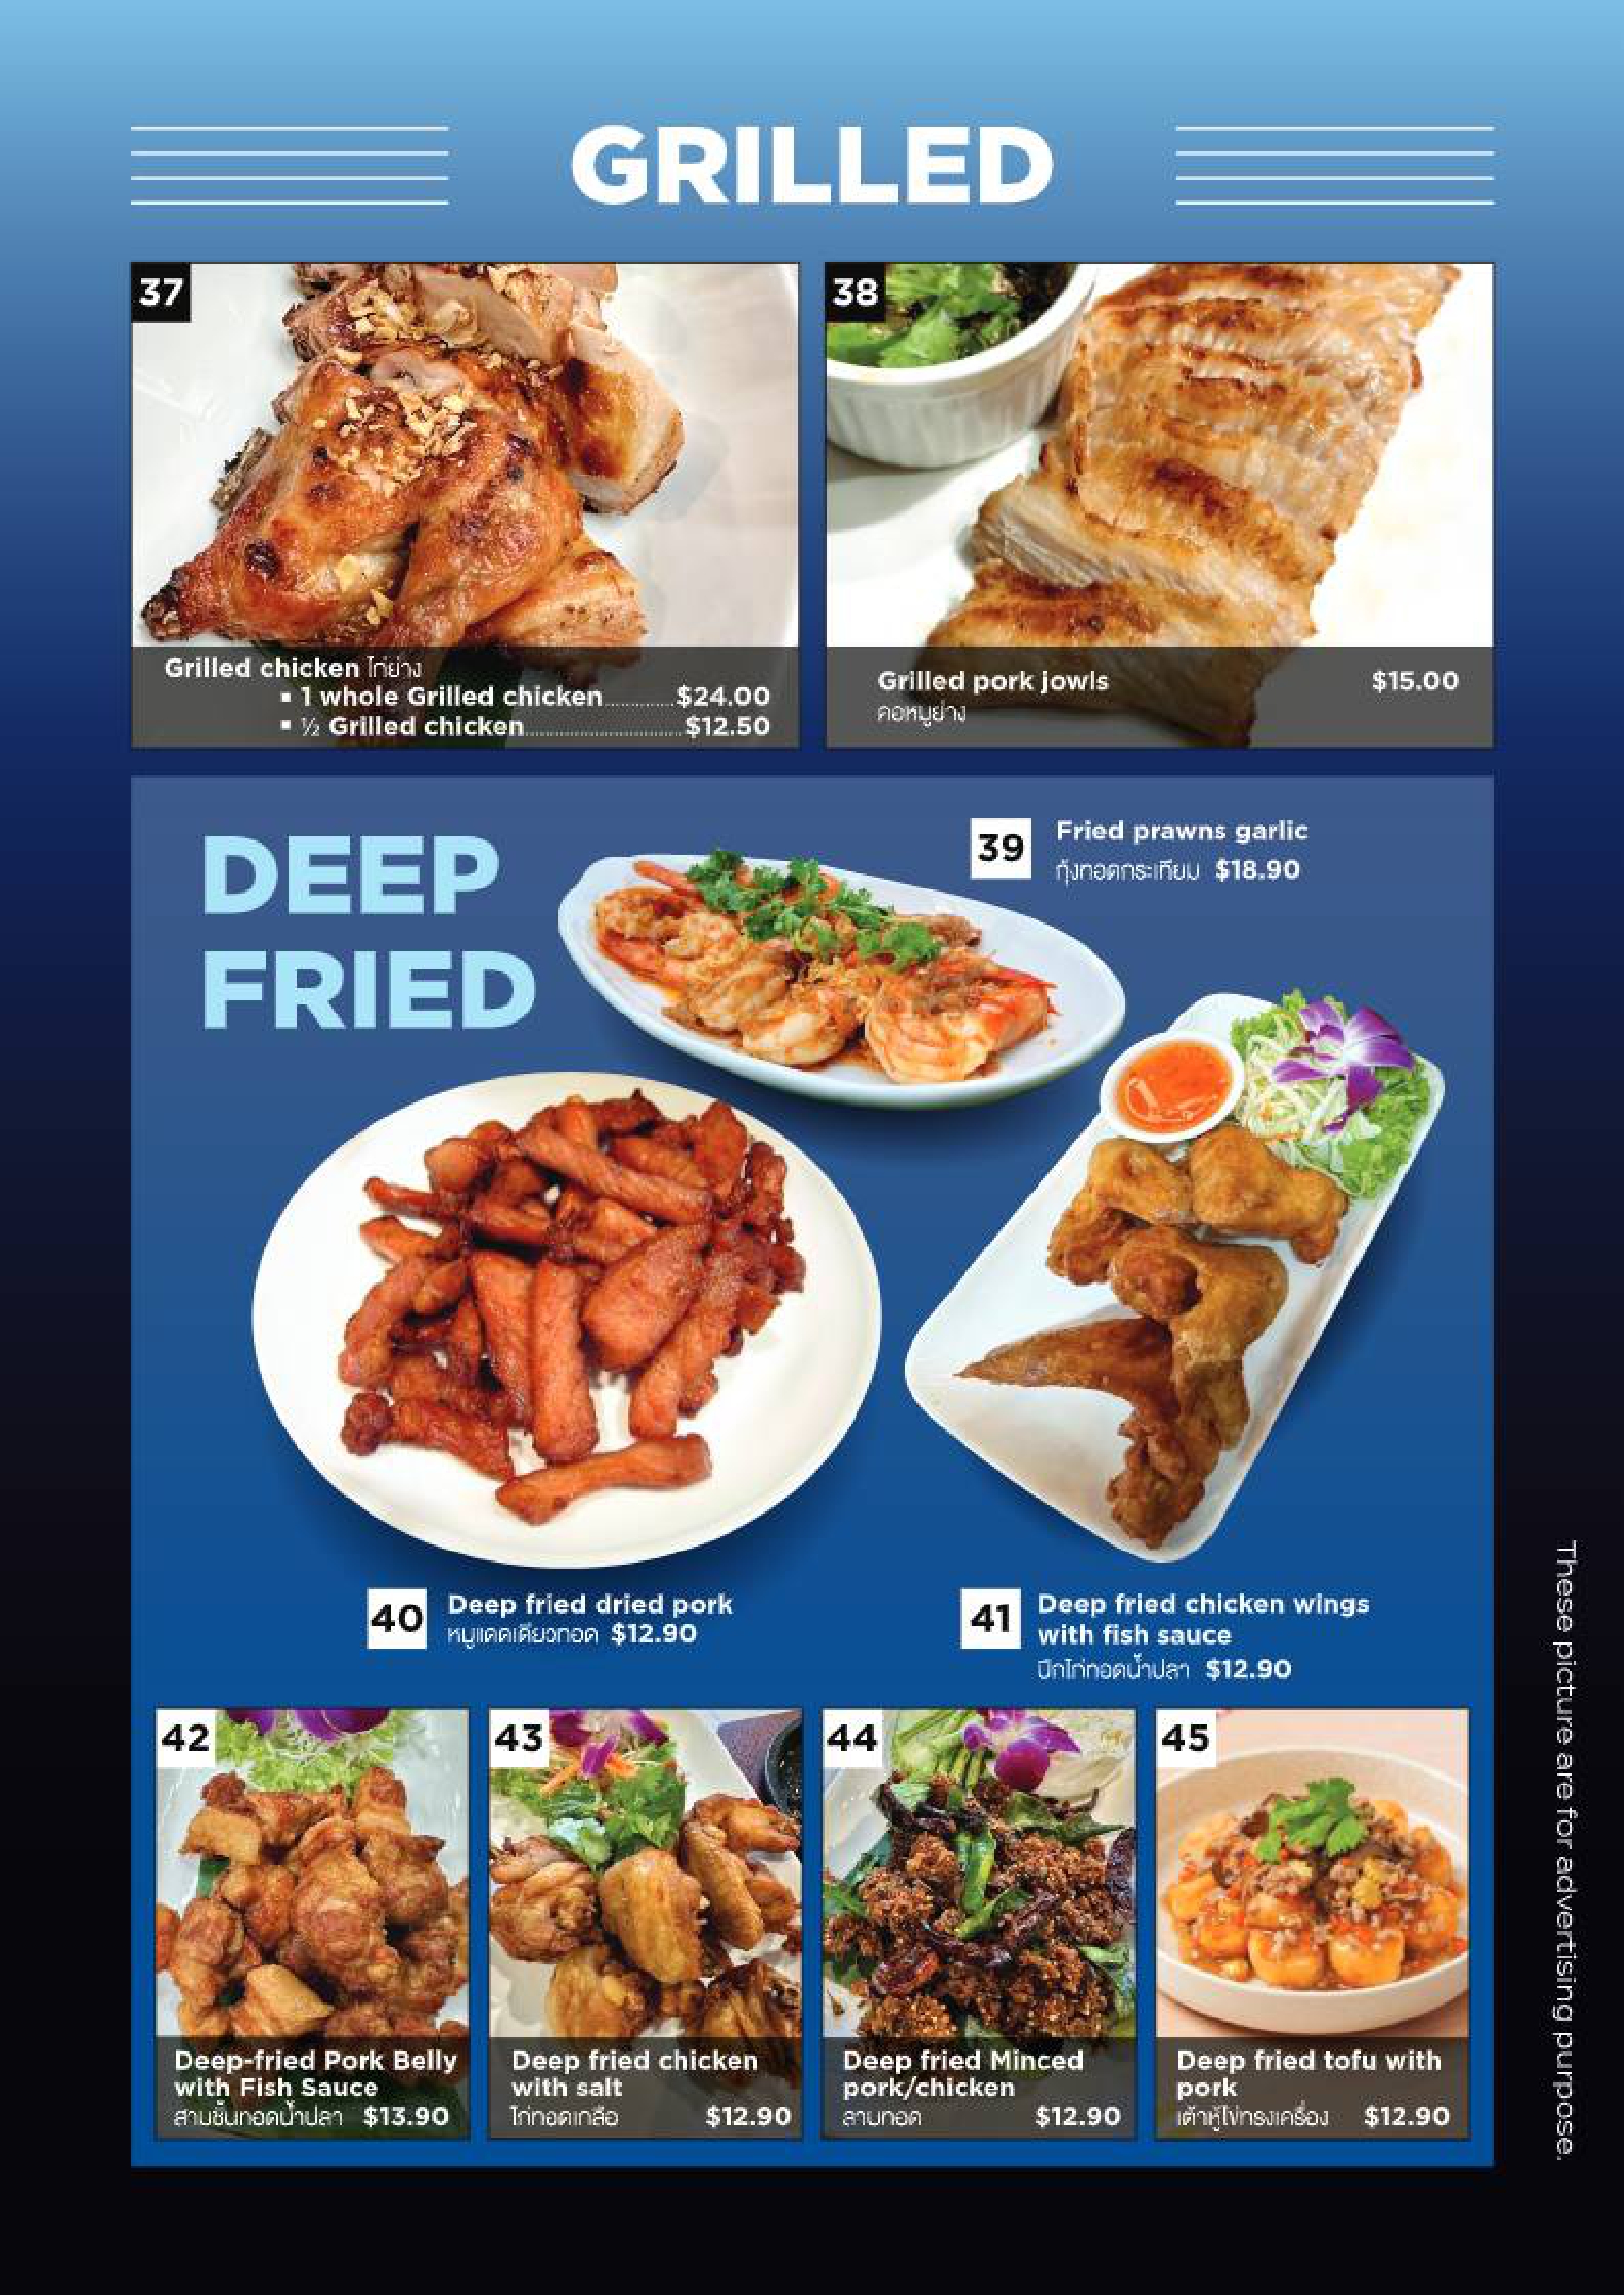 GRILLED
37
Grilled chicken ไก่ย่าง
▪ 1 whole Grilled chicken..............$24.00
▪ ½ Grilled chicken.................................$12.50
38
Grilled pork jowls $15.00
คอหมูย่าง
DEEP
FRIED
39
Fried prawns garlic
กุ้งทอดกระเทียม $18.90
40
Deep fried dried pork
หมูแดดเดียวทอด $12.90
41
Deep fried chicken wings
with fish sauce
ปีกไก่ทอดน้ำปลา $12.90
42
Deep-fried Pork Belly
with Fish Sauce
สามชั้นทอดน้ำปลา $13.90
43
Deep fried chicken
with salt
ไก่ทอดเกลือ $12.90
44
Deep fried Minced
pork/chicken
ลาบทอด $12.90
45
Deep fried tofu with
pork
เต้าหู้ไข่ทรงเครื่อง $12.90
These picture are for advertising purpose.